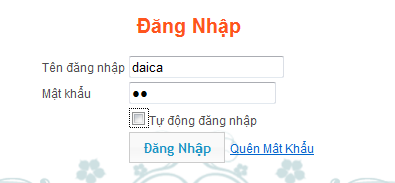 Đăng Nhập
Tên đăng nhập daica
Mật khẩu ●●
Tự động đăng nhập
Đăng Nhập Quên Mật Khẩu